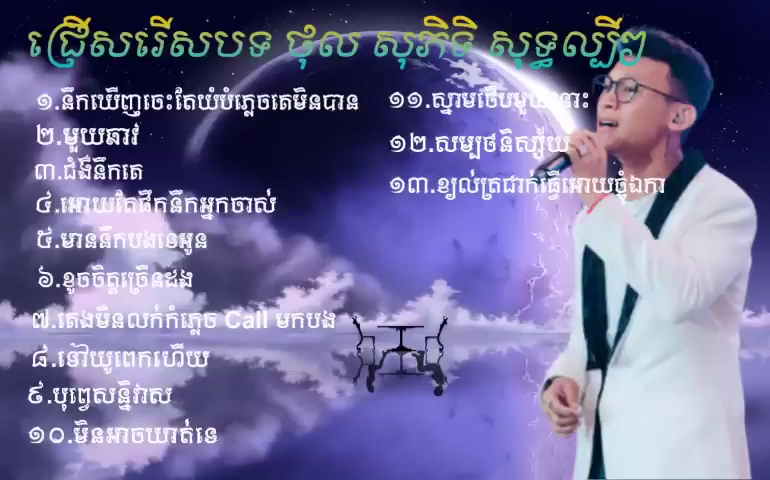 ជ្រើសរើសបទ ថុល សុភិទិ សុទ្ធល្បីៗ
១.នឹកឃើញចេះតែយំបំភ្លេចគេមិនបាន
២.មួយឆាវ
៣.ជំងឺនឹកគេ
៤.អោយតែផឹកនឹកអ្នកចាស់
៥.មាននឹកបងទេអូន
៦.ខូចចិត្តច្រើនដង
៧.គេងមិនលក់កំភ្លេច Call មកបង
៨.ទៅយូពេកហើយ
៩.បុព្វេសន្និវាស
១០.មិនអាចឃាត់ទេ
១១.ស្នាមថើបមួយនោះ
១២.សម្បថនិស្ស័យ
១៣.ខ្យល់ត្រជាក់ធ្វើអោយថ្ងូំឯកា